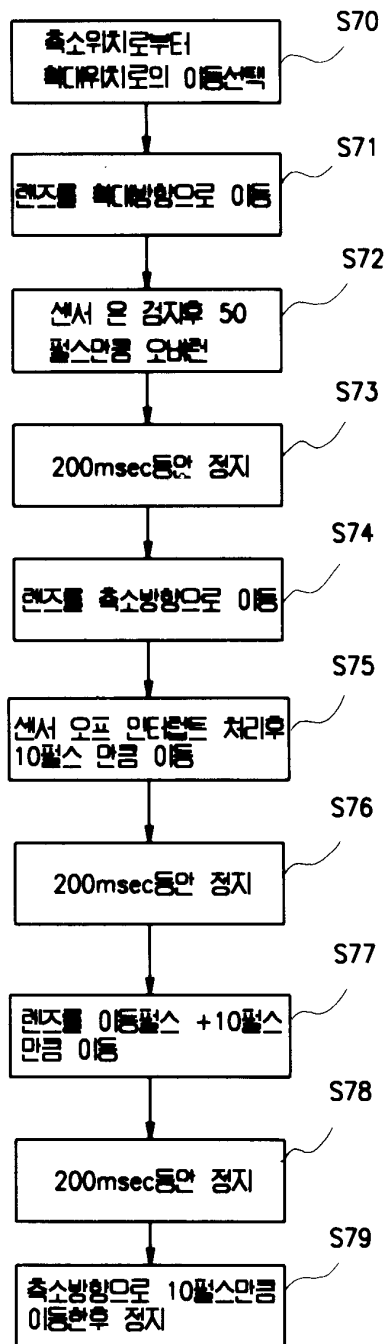 S70
축소위치로부터
확대위치로의 이동선택
S71
렌즈를 확대방향으로 이동
S72
센서 온 검지후 50
펄스만큼 오버런
S73
200msec동안 정지
S74
렌즈를 축소방향으로 이동
S75
센서 오프 인터럽트 처리후
10펄스 만큼 이동
S76
200msec동안 정지
S77
렌즈를 이동펄스 +10펄스
만큼 이동
S78
200msec동안 정지
S79
축소방향으로 10펄스만큼
이동한후 정지